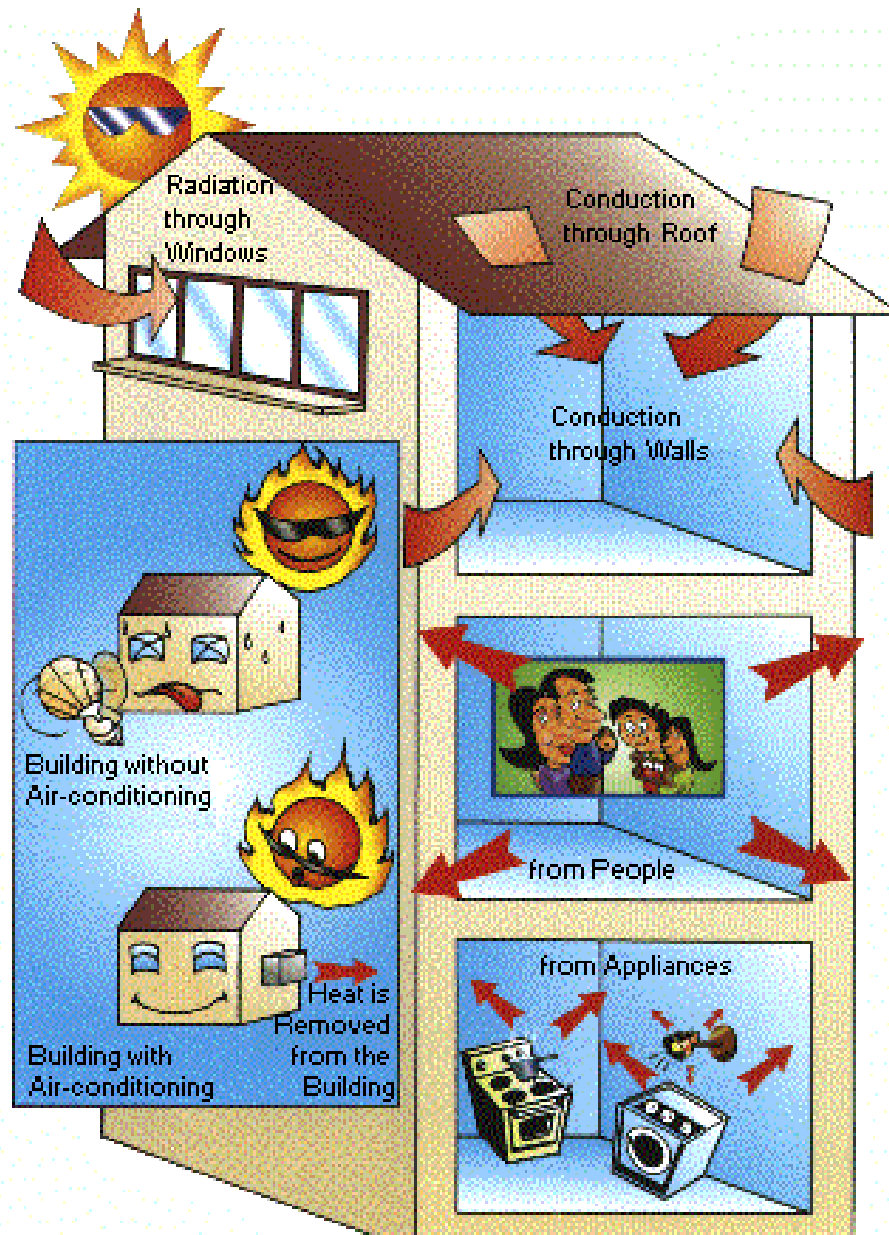 Radiation
through
Windows
Conduction
through Roof
Conduction
through Walls
Building without
Air-conditioning
from People
from Appliances
Heat is
Removed
from the
Building
Building with
Air-conditioning